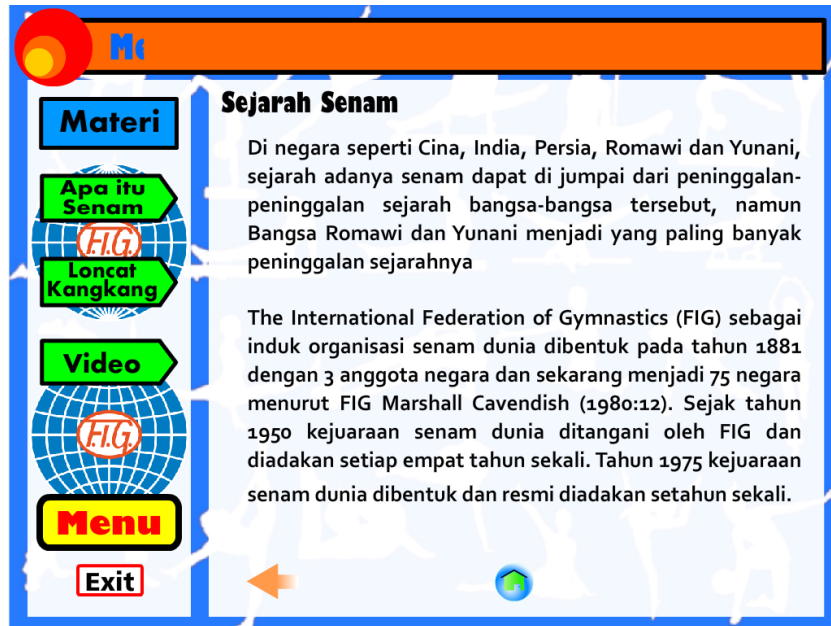 Me
Materi
Apa itu
Senam
F.I.G.
Loncat
Kangkang
Video
F.I.G.
Menu
Exit
Sejarah Senam
Di negara seperti Cina, India, Persia, Romawi dan Yunani,
sejarah adanya senam dapat di jumpai dari peninggalan-
peninggalan sejarah bangsa-bangsa tersebut, namun
Bangsa Romawi dan Yunani menjadi yang paling banyak
peninggalan sejarahnya
The International Federation of Gymnastics (FIG) sebagai
induk organisasi senam dunia dibentuk pada tahun 1881
dengan 3 anggota negara dan sekarang menjadi 75 negara
menurut FIG Marshall Cavendish (1980:12). Sejak tahun
1950 kejuaraan senam dunia ditangani oleh FIG dan
diadakan setiap empat tahun sekali. Tahun 1975 kejuaraan
senam dunia dibentuk dan resmi diadakan setahun sekali.